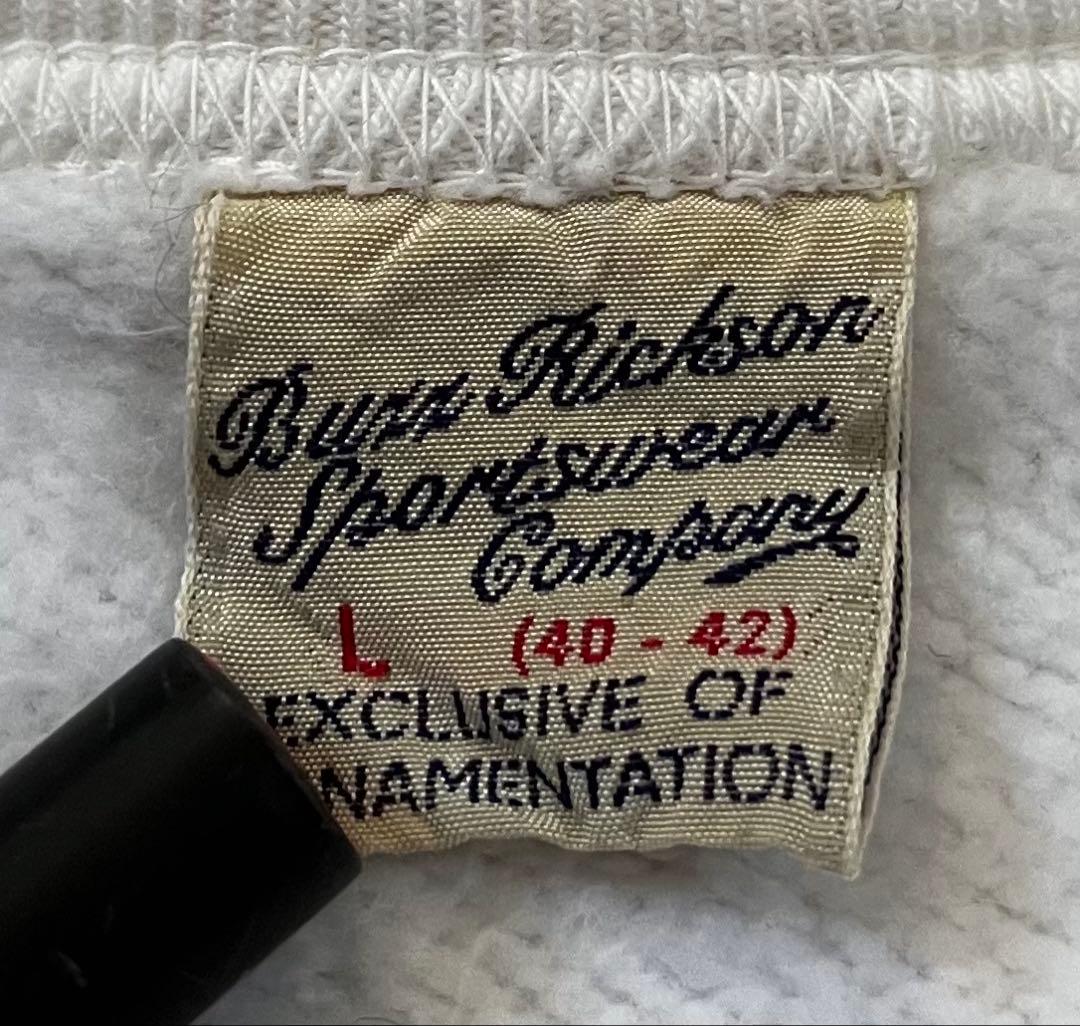 Buzz Rickson
Sportswear
Company
L (40 - 42)
EXCLUSIVE OF
NAMENTATION